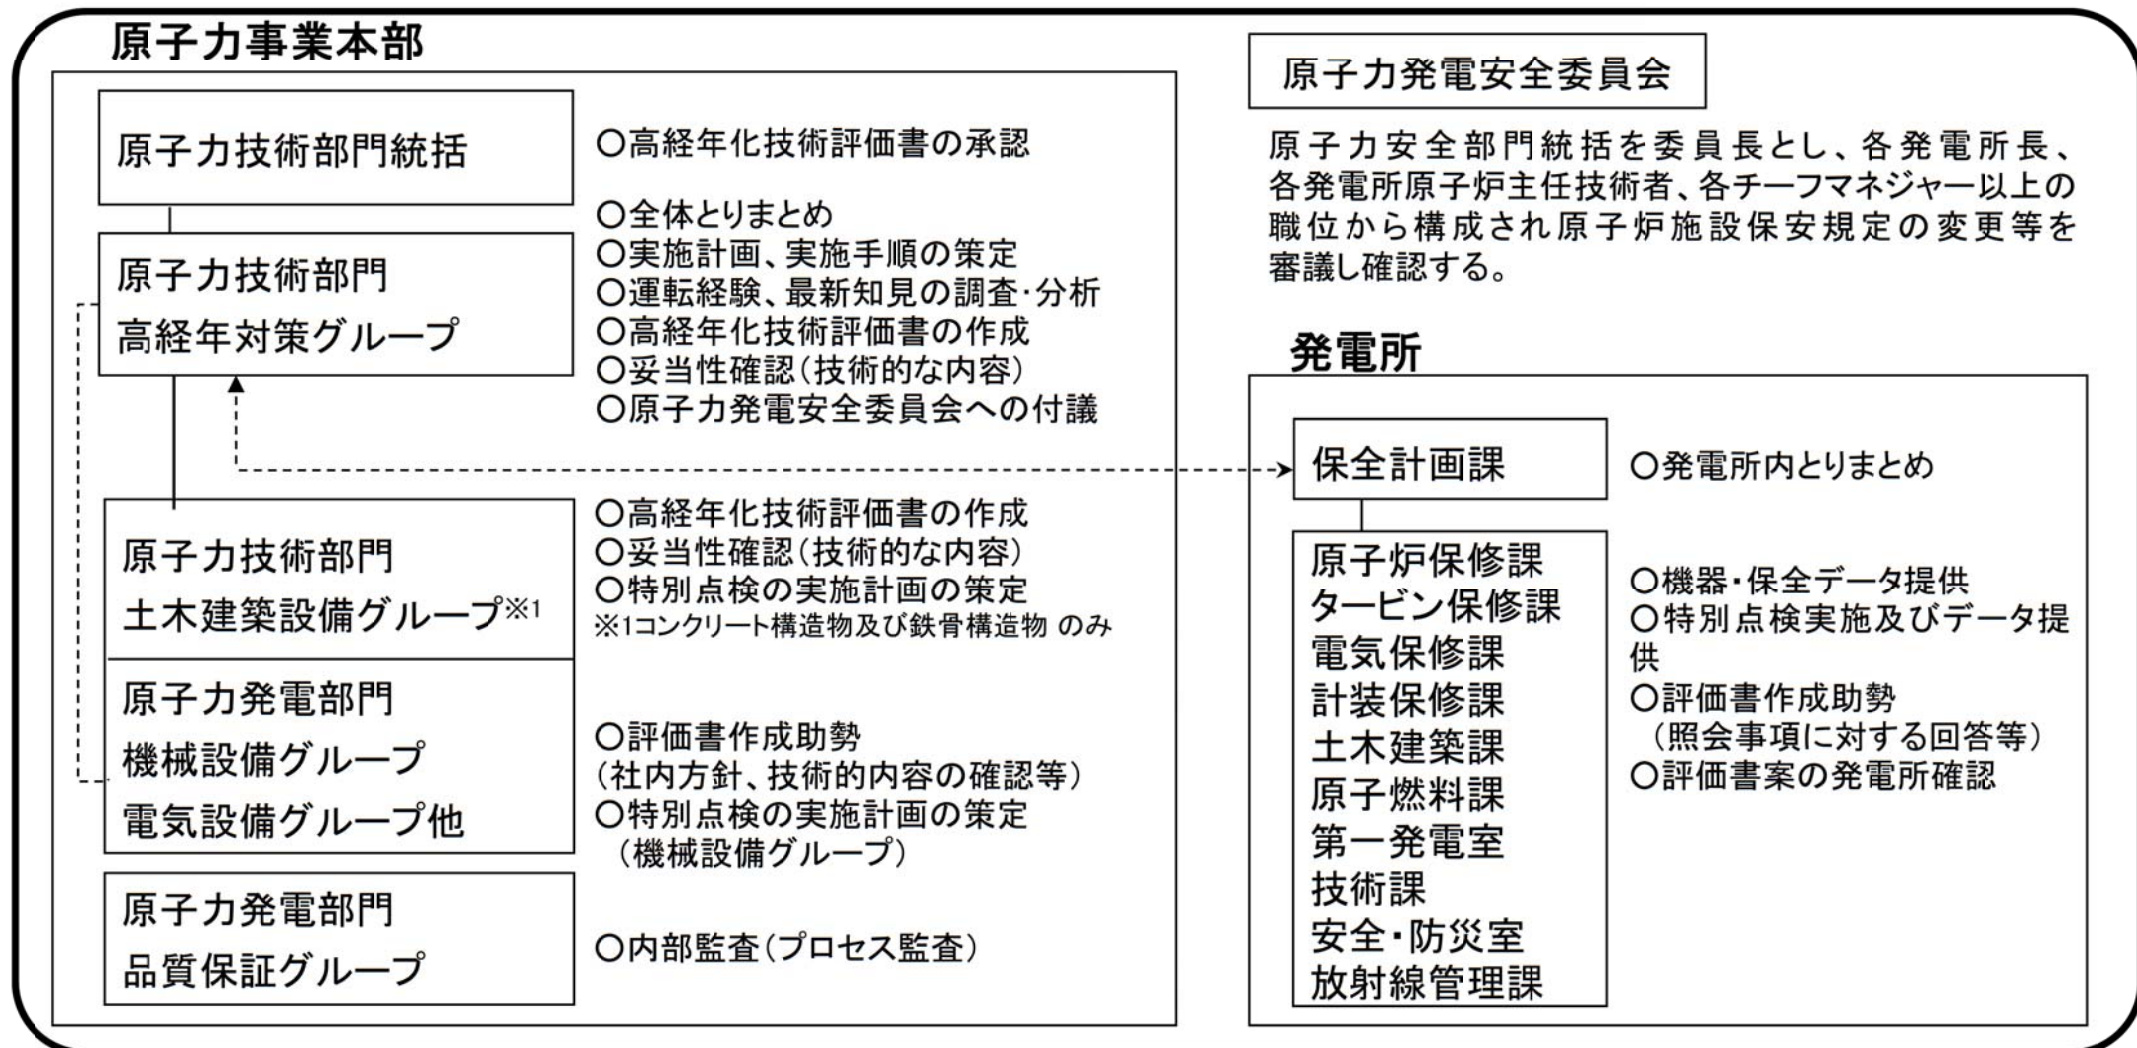 原子力事業本部
原子力技術部門統括
○高経年化技術評価書の承認
原子力技術部門
高経年対策グループ
○全体とりまとめ
○実施計画、実施手順の策定
○運転経験、最新知見の調査・分析
○高経年化技術評価書の作成
○妥当性確認（技術的な内容）
○原子力発電安全委員会への付議
原子力技術部門
土木建築設備グループ※1
○高経年化技術評価書の作成
○妥当性確認（技術的な内容）
○特別点検の実施計画の策定
※1コンクリート構造物及び鉄骨構造物 のみ
原子力発電部門
機械設備グループ
電気設備グループ他
○評価書作成助勢
（社内方針、技術的内容の確認等）
○特別点検の実施計画の策定
（機械設備グループ）
原子力発電部門
品質保証グループ
○内部監査（プロセス監査）
原子力発電安全委員会
原子力安全部門統括を委員長とし、各発電所長、
各発電所原子炉主任技術者、各チーフマネジャー以上の
職位から構成され原子炉施設保安規定の変更等を
審議し確認する。
発電所
保全計画課
○発電所内とりまとめ
原子炉保修課
タービン保修課
電気保修課
計装保修課
土木建築課
原子燃料課
第一発電室
技術課
安全・防災室
放射線管理課
○機器・保全データ提供
○特別点検実施及びデータ提
供
○評価書作成助勢
（照会事項に対する回答等）
○評価書案の発電所確認